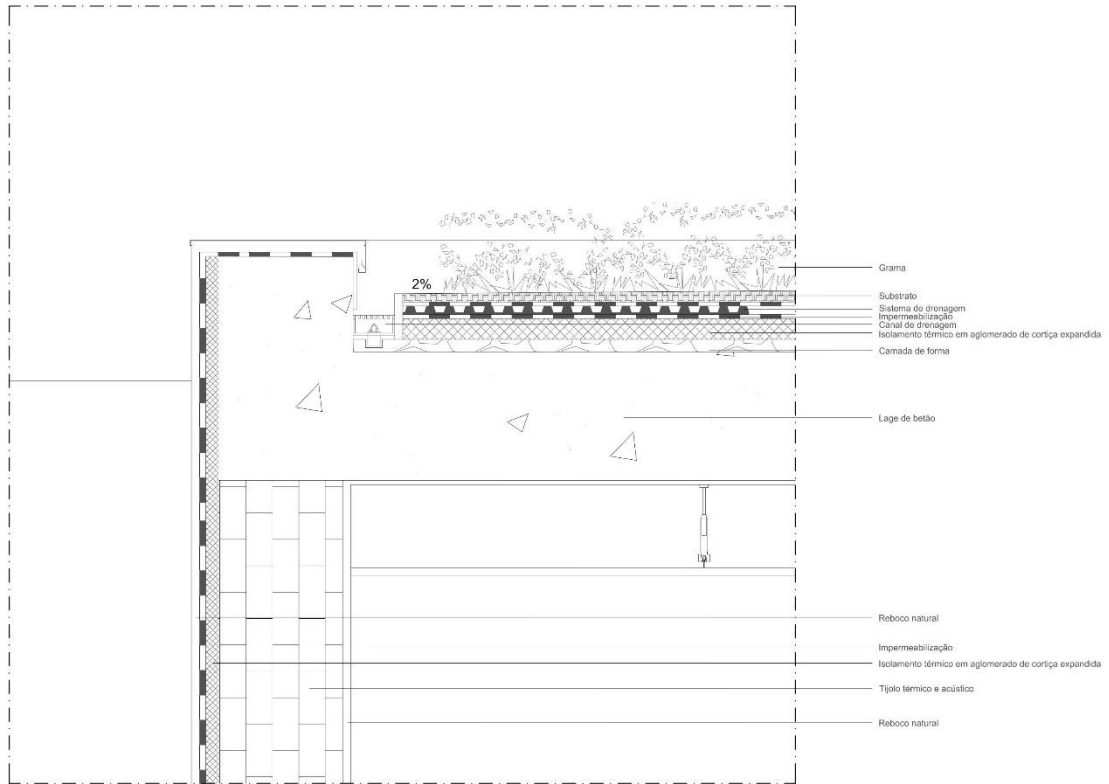 2%
Grama
Substrato
Sistema de drenagem
Impermeabilização
Canal de drenagem
Isolamento térmico em aglomerado de cortiça expandida
Camada de forma
Lage de betão
Reboco natural
Impermeabilização
Isolamento térmico em aglomerado de cortiça expandida
Tijolo térmico e acústico
Reboco natural